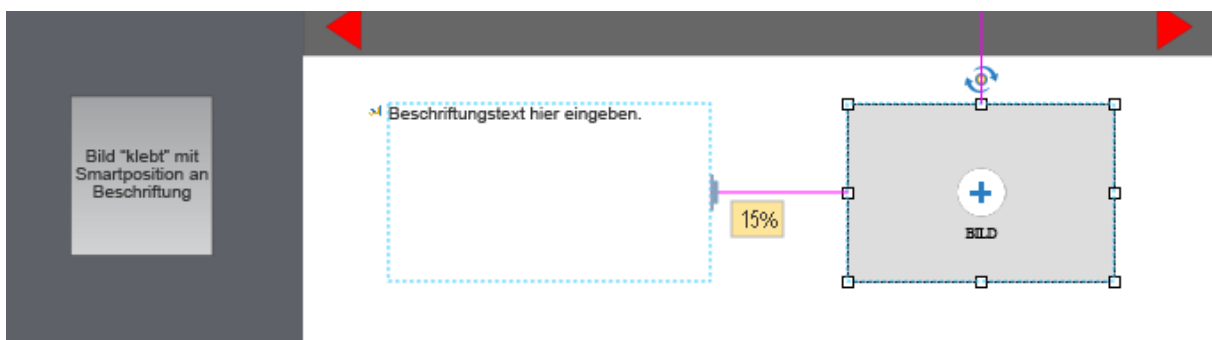 Bild "klebt" mit
Smartposition an
Beschriftung
Beschriftungstext hier eingeben.
15%
BILD